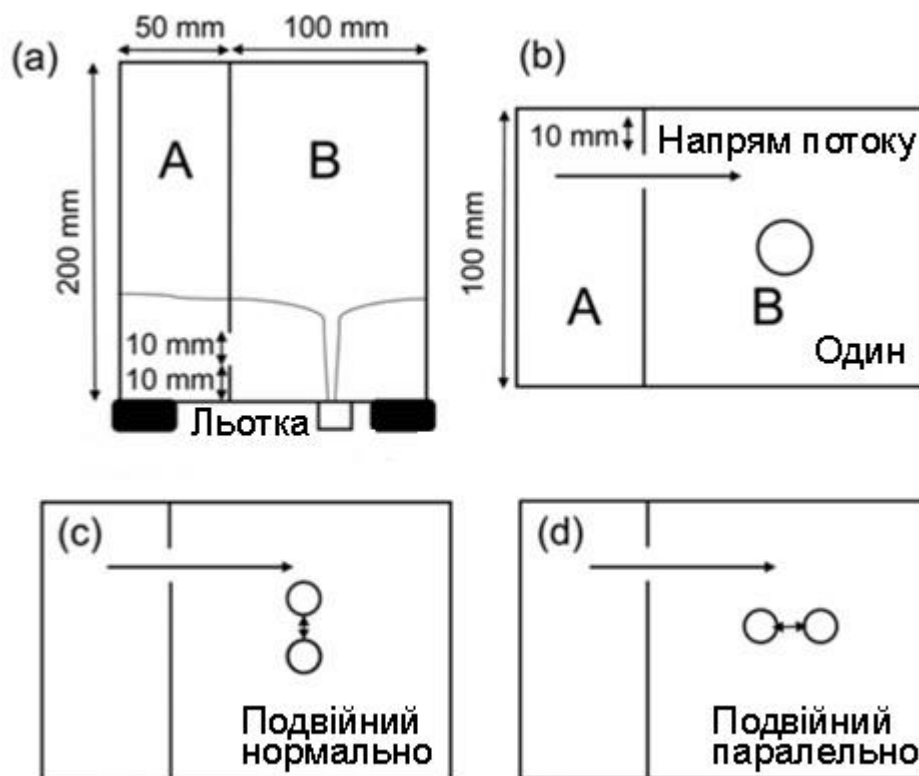 50 mm
100 mm
(a)
200 mm
A
B
10 mm
10 mm
Льотка
(b)
10 mm
Напрям потоку
100 mm
A
B
Один
(c)
Подвійний
нормально
(d)
Подвійний
паралельно